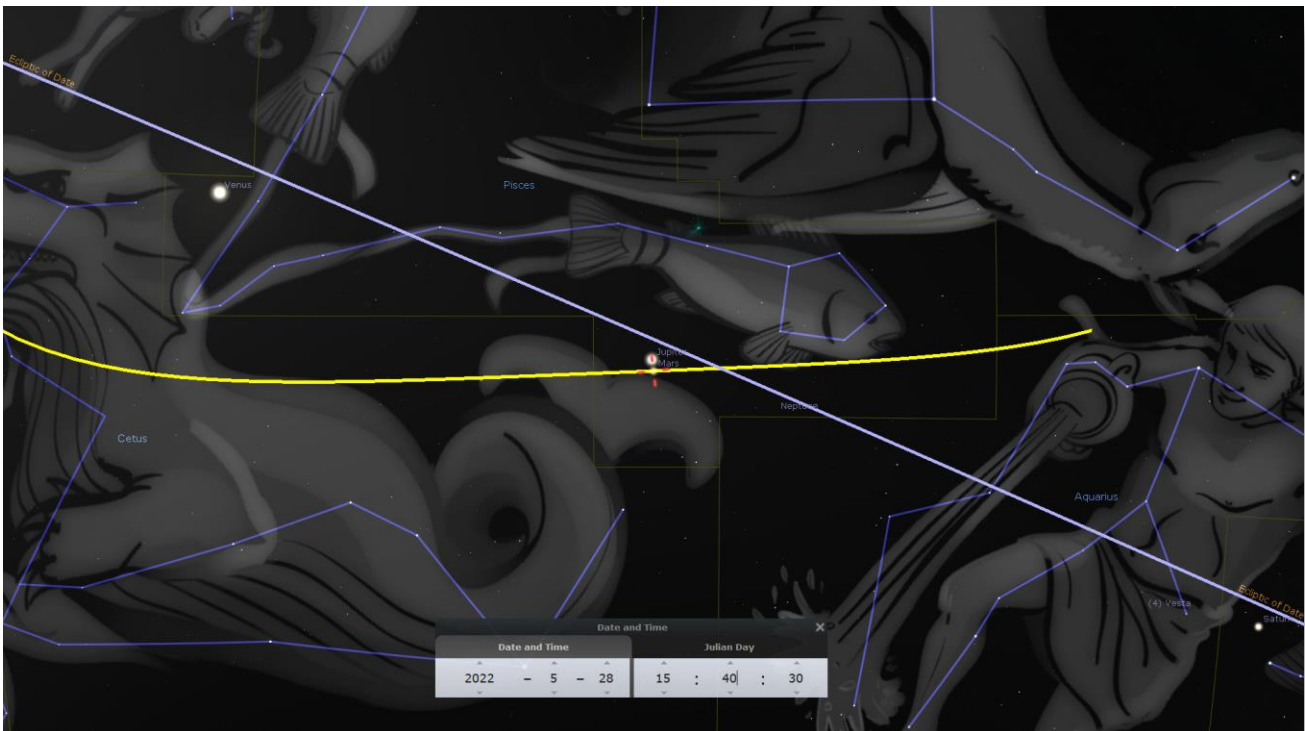 Ecliptic of Date
Venus
Pisces
Jupiter
Mars
Neptune
Cetus
Aquarius
(4) Vesta
Ecliptic of Date
Saturn
Date and Time
Date and Time
Julian Day
2022 - 5 - 28 15 : 40 : 30